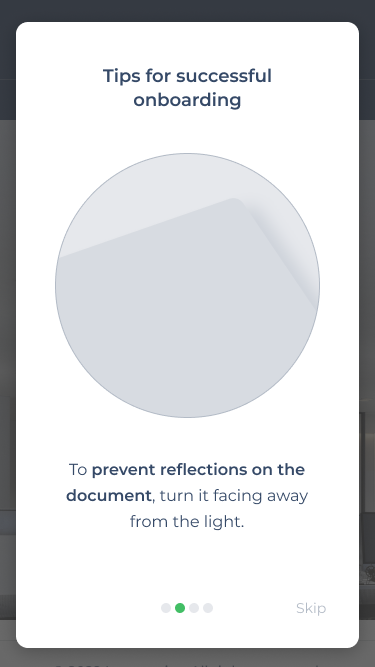 Tips for successful
onboarding
To prevent reflections on the
document, turn it facing away
from the light.
Skip